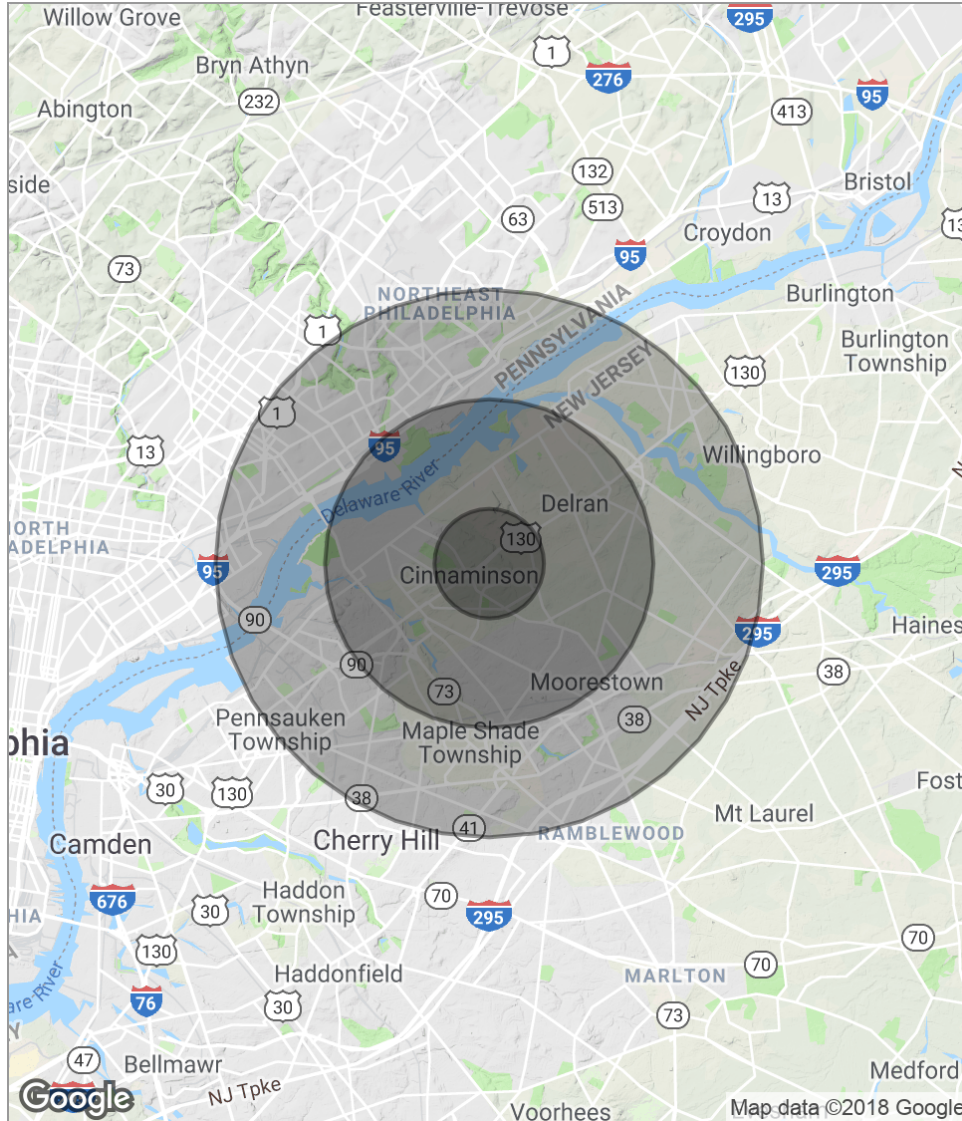 Feasterville-Trevose
Willow Grove
295
1
Bryn Athyn
276
95
232
Abington
413
132
side
Bristol
13
513
63
13
Croydon
95
73
NORTHEAST
PHILADELPHIA
Burlington
PENNSYLVANIA
1
Burlington
Township
NEW JERSEY
130
1
95
13
Willingboro
Delaware River
Delran
NORTH
ADELPHIA
130
95
Cinnaminson
295
90
Haines
295
90
38
Moorestown
73
NJ Tpke
38
Pennsauken
Township
Maple Shade
Township
phia
30
130
38
Fost
Mt Laurel
41
RAMBLEWOOD
Camden
Cherry Hill
70
676
Haddon
Township
30
295
PHIA
70
130
70
Haddonfield
MARLTON
are River
76
30
73
47
Bellmawr
Medford
NJ Tpke
Google
Voorhees
Map data ©2018 Google